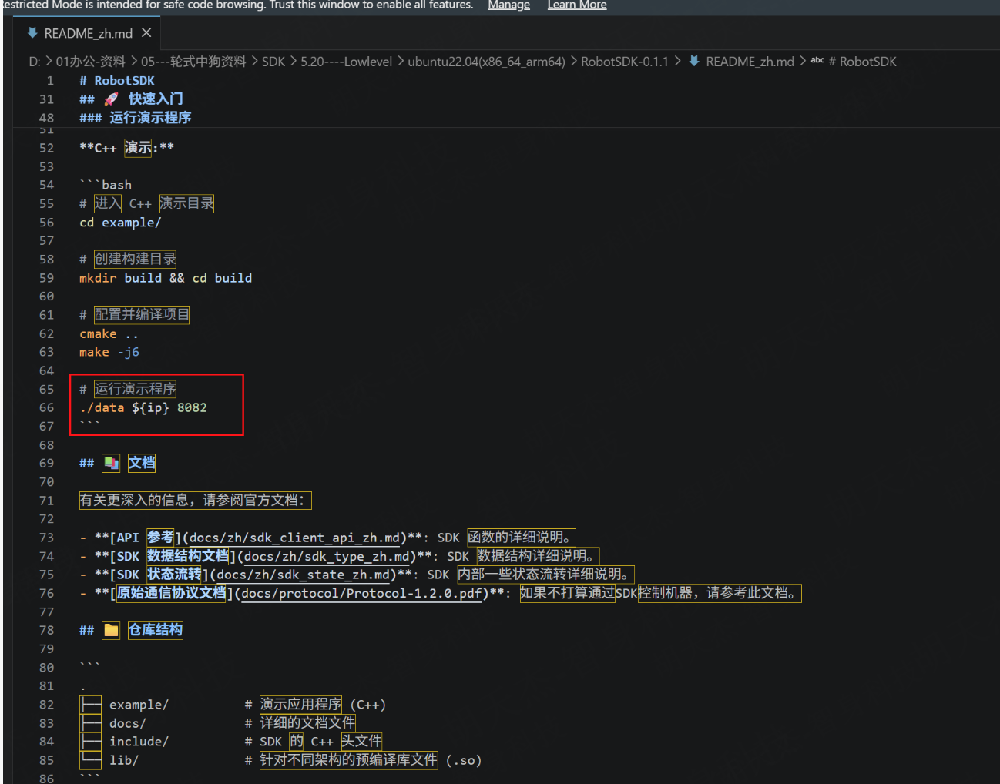 estricted Mode is intended for safe code browsing. Trust this window to enable all features. Manage Learn More
README_zh.md
D: > 01办公-资料 > 05---轮式中狗资料 > SDK > 5.20----Lowlevel > ubuntu22.04(x86_64_arm64) > RobotSDK-0.1.1 > README_zh.md > abc # RobotSDK
1 # RobotSDK
31 ## 🚀 快速入门
48 ### 运行演示程序
51
52 **C++ 演示:**
53
54 ```bash
55 # 进入 C++ 演示目录
56 cd example/
57
58 # 创建构建目录
59 mkdir build && cd build
60
61 # 配置并编译项目
62 cmake ..
63 make -j6
64
65 # 运行演示程序
66 ./data ${ip} 8082
67 ```
68
69 ## 📚 文档
70
71 有关更深入的信息，请参阅官方文档：
72
73 - **[API 参考](docs/zh/sdk_client_api_zh.md)**: SDK 函数的详细说明。
74 - **[SDK 数据结构文档](docs/zh/sdk_type_zh.md)**: SDK 数据结构详细说明。
75 - **[SDK 状态流转](docs/zh/sdk_state_zh.md)**: SDK 内部一些状态流转详细说明。
76 - **[原始通信协议文档](docs/protocol/Protocol-1.2.0.pdf)**: 如果不打算通过SDK控制机器，请参考此文档。
77
78 ## 📁 仓库结构
79
80 ```
81 .
82 ├── example/ # 演示应用程序 (C++)
83 ├── docs/ # 详细的文档文件
84 ├── include/ # SDK 的 C++ 头文件
85 └── lib/ # 针对不同架构的预编译库文件 (.so)
86 ```